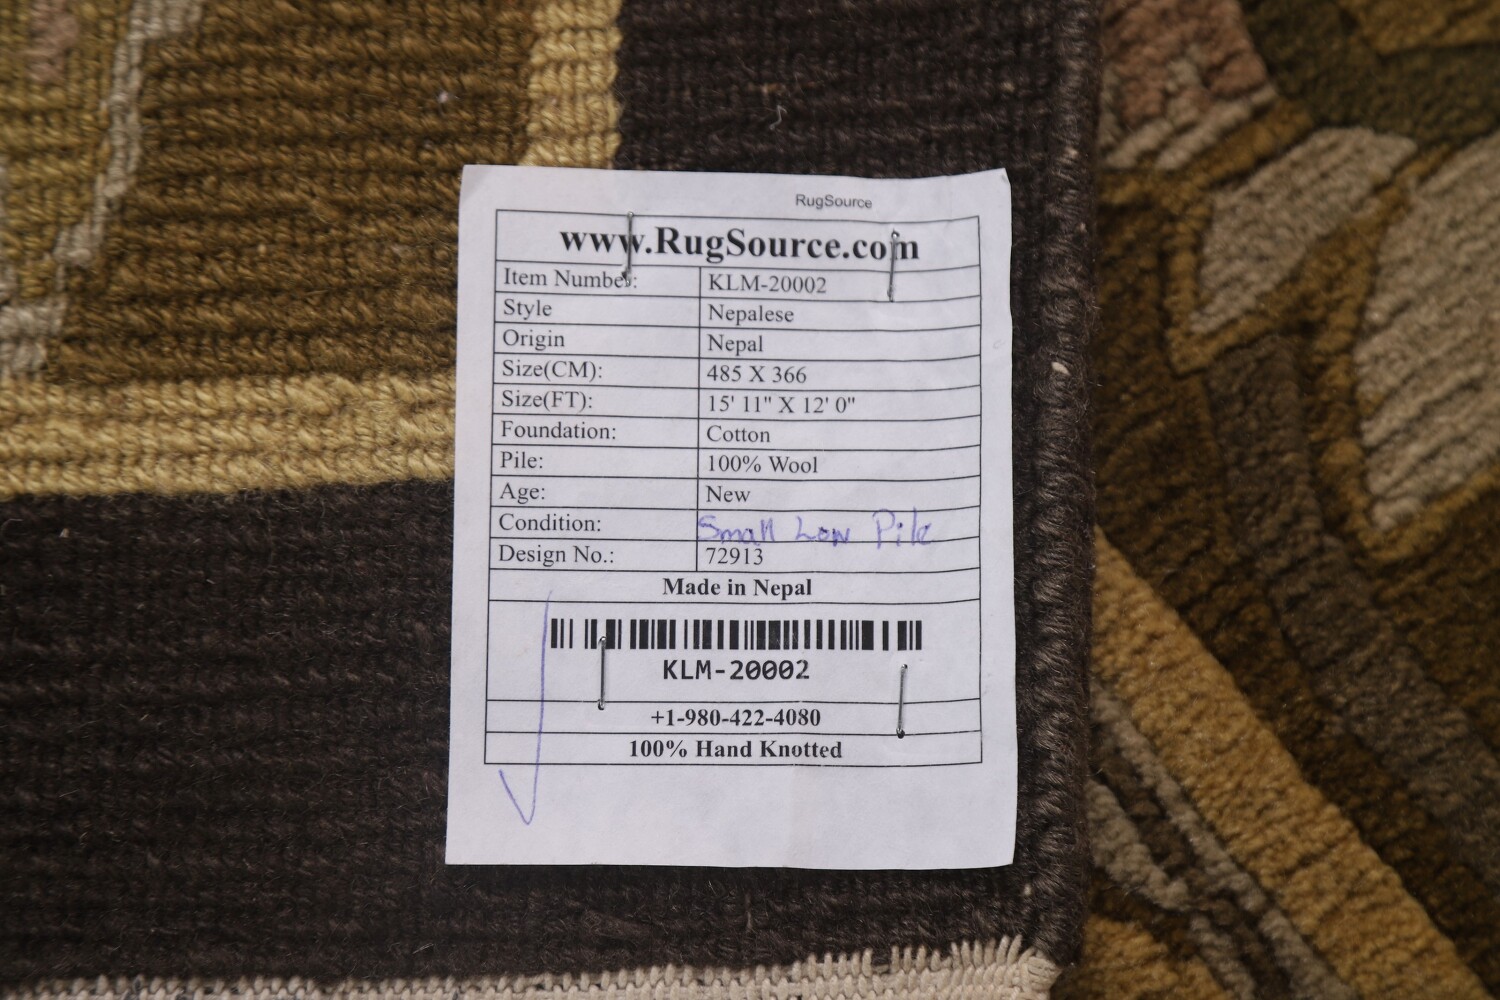 RugSource
www.RugSource.com
Item Number: KLM-20002
Style Nepalese
Origin Nepal
Size(CM): 485 X 366
Size(FT): 15' 11" X 12' 0"
Foundation: Cotton
Pile: 100% Wool
Age: New
Condition: Small Low Pile
Design No.: 72913
Made in Nepal
KLM-20002
+1-980-422-4080
100% Hand Knotted